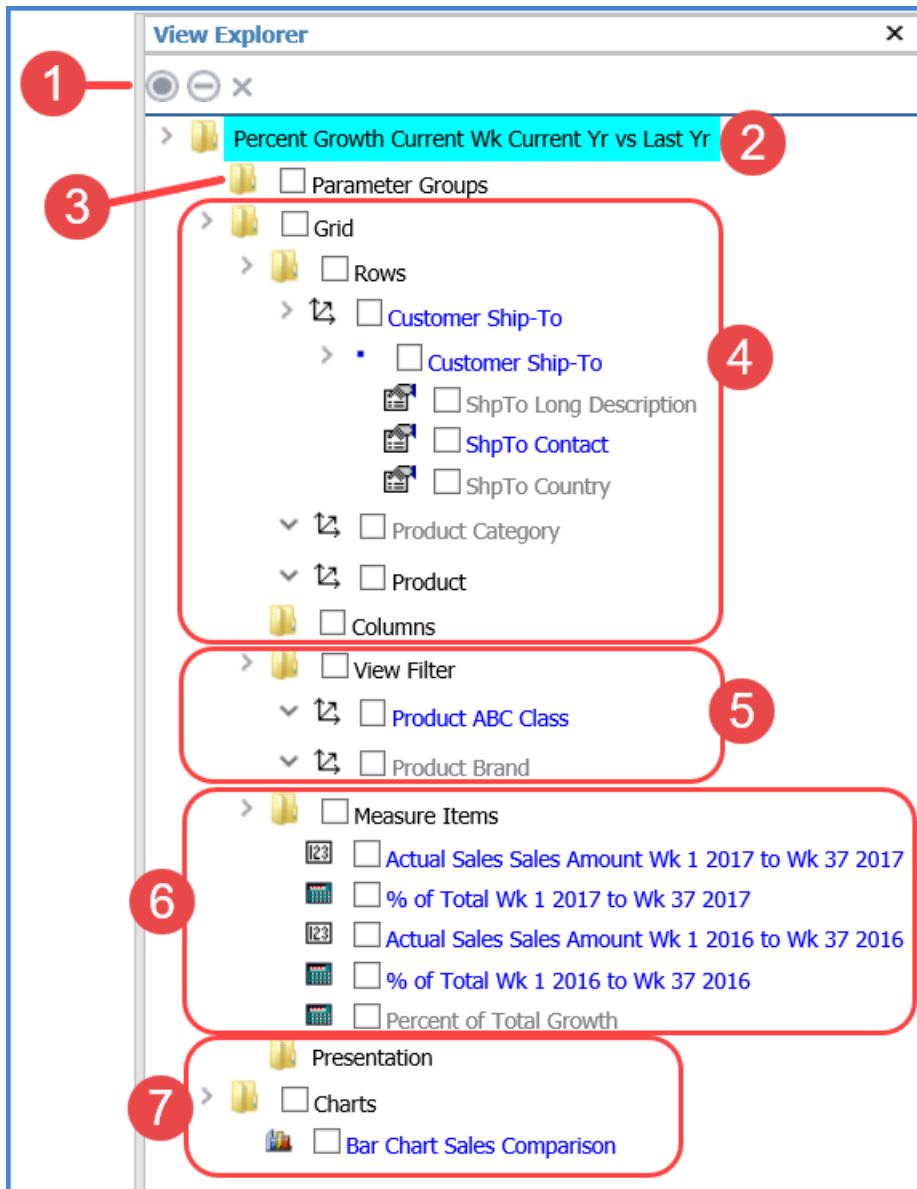 View Explorer
1
Percent Growth Current Wk Current Yr vs Last Yr
2
3
Parameter Groups
Grid
Rows
Customer Ship-To
4
Customer Ship-To
ShpTo Long Description
ShpTo Contact
ShpTo Country
Product Category
Product
Columns
View Filter
5
Product ABC Class
Product Brand
Measure Items
Actual Sales Sales Amount Wk 1 2017 to Wk 37 2017
6
% of Total Wk 1 2017 to Wk 37 2017
123
Actual Sales Sales Amount Wk 1 2016 to Wk 37 2016
123
% of Total Wk 1 2016 to Wk 37 2016
Percent of Total Growth
Presentation
7
Charts
Bar Chart Sales Comparison